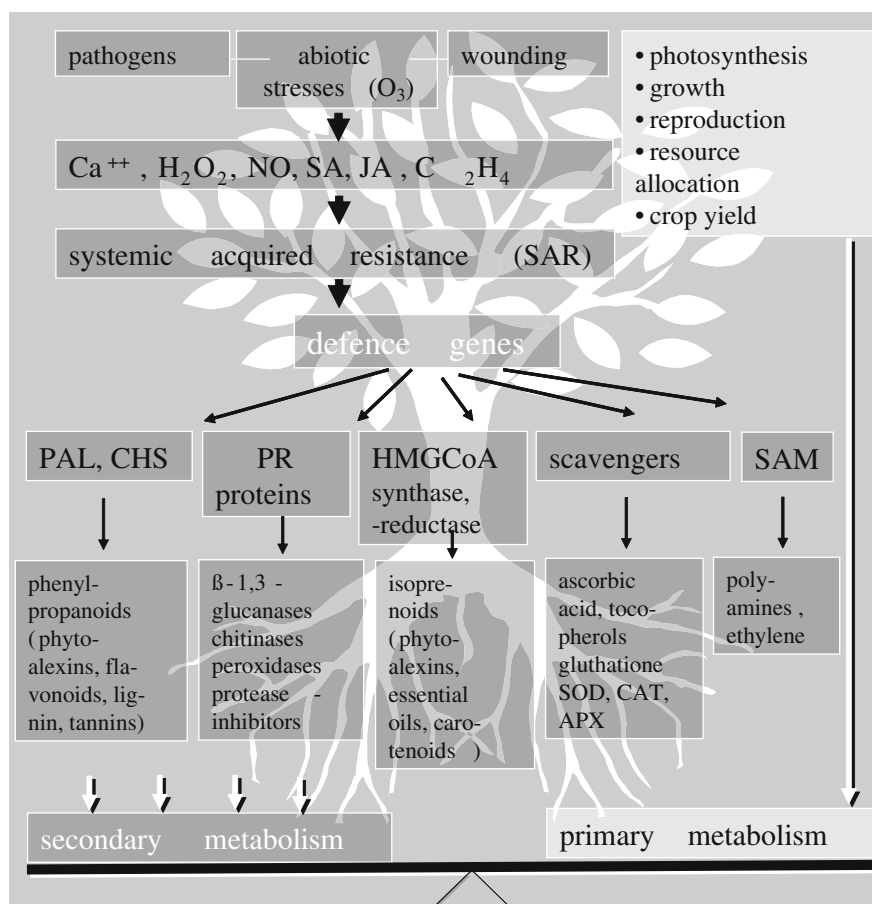 pathogens
abiotic
stresses (O₃)
wounding
• photosynthesis
• growth
• reproduction
• resource
allocation
• crop yield
Ca⁺⁺ , H₂O₂, NO, SA, JA , C ₂H₄
systemic acquired resistance (SAR)
defence genes
PAL, CHS
PR
proteins
HMGCoA
synthase,
-reductase
scavengers
SAM
phenyl-
propanoids
( phyto-
alexins, fla-
vonoids, lig-
nin, tannins)
ß-1,3 -
glucanases
chitinases
peroxidases
protease -
inhibitors
isopre-
noids
( phyto-
alexins,
essential
oils, caro-
tenoids )
ascorbic
acid, toco-
pherols
gluthatione
SOD, CAT,
APX
poly-
amines ,
ethylene
secondary metabolism
primary metabolism